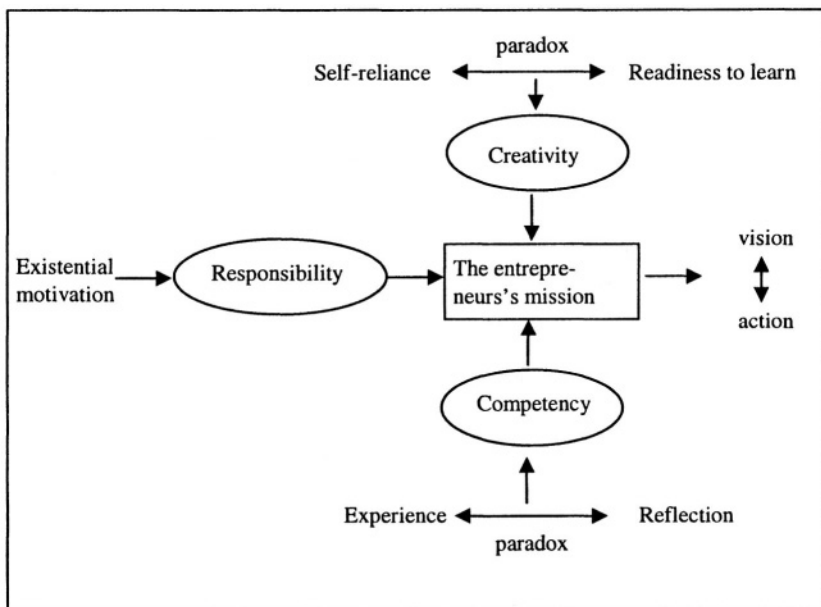 paradox
Self-reliance Readiness to learn
Creativity
Existential
motivation
Responsibility
The entrepre-
neurs's mission
vision
action
Competency
Experience Reflection
paradox